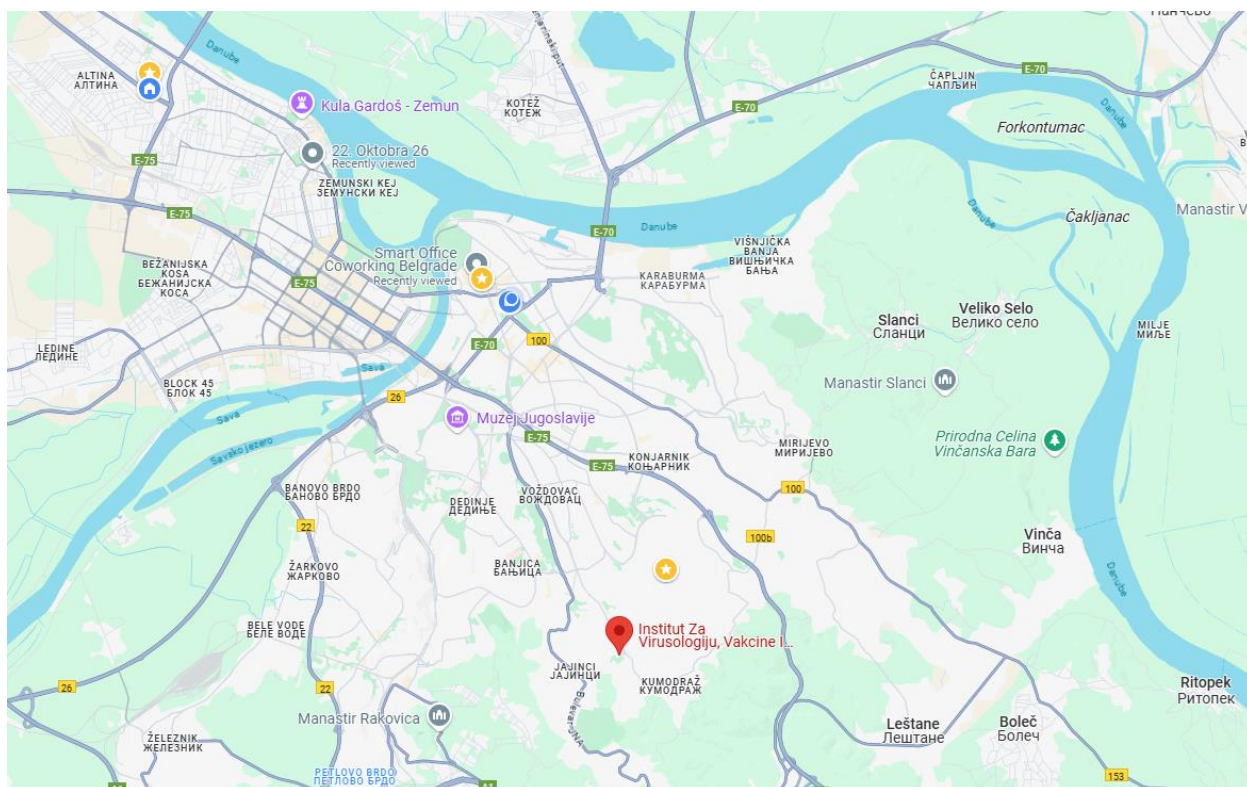 Панчево
Danube
ALTINA
АЛТИНА
E-70
ČAPLJIN
ЧАПЉИН
Kula Gardoš - Zemun
КОТЕŽ
КОТЕЖ
E-70
Forkontumac
Danube
22. Oktobra 26
Recently viewed
E-75
ZEMUNSKI KEJ
ЗЕМУНСКИ КЕЈ
Danube
Čakljanac
Manastir V
E-75
E-70
Danube
VIŠNJIČKA
BANJA
ВИШЊИЧКА
БАЊА
Smart Office
Coworking Belgrade
Recently viewed
BEŽANIJSKA
KOSA
БЕЖАНИЈСКА
КОСА
E-75
KARABURMA
КАРАБУРМА
Slanci
Сланци
Veliko Selo
Велико село
MILJE
МИЉЕ
LEDINE
ЛЕДИНЕ
E-70
100
Sava
BLOCK 45
БЛОК 45
26
Manastir Slanci
Sava
Muzej Jugoslavije
Savsko jezero
E-75
MIRIJEVO
МИРИЈЕВО
Prirodna Celina
Vinčanska Bara
KONJARNIK
КОЊАРНИК
E-75
BANOVO BRDO
БАНОВО БРДО
DEDINJE
ДЕДИЊЕ
VOŽDOVAC
ВОЖДОВАЦ
100
22
100b
Vinča
Винча
ŽARKOVO
ЖАРКОВО
BANJICA
БАЊИЦА
Danube
BELE VODE
БЕЛЕ ВОДЕ
Institut Za
Virusologiju, Vakcine I...
JAJINCI
ЈАЈИНЦИ
KUMODRAŽ
КУМОДРАЖ
26
22
Bulevar JNA
Ritopek
Ритопек
Manastir Rakovica
Leštane
Лештане
Boleč
Болеч
ŽELEZNIK
ЖЕЛЕЗНИК
PETLOVO BRDO
ПЕТЛОВО БРДО
153